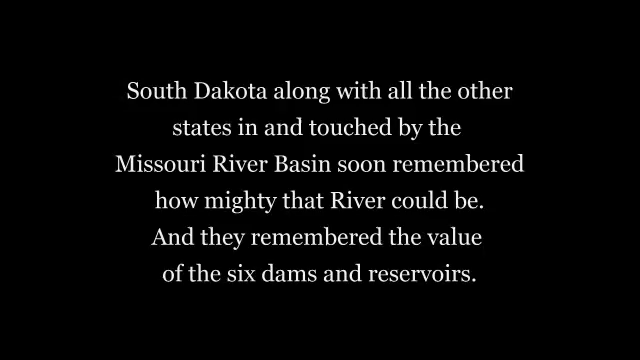 South Dakota along with all the other
states in and touched by the
Missouri River Basin soon remembered
how mighty that River could be.
And they remembered the value
of the six dams and reservoirs.